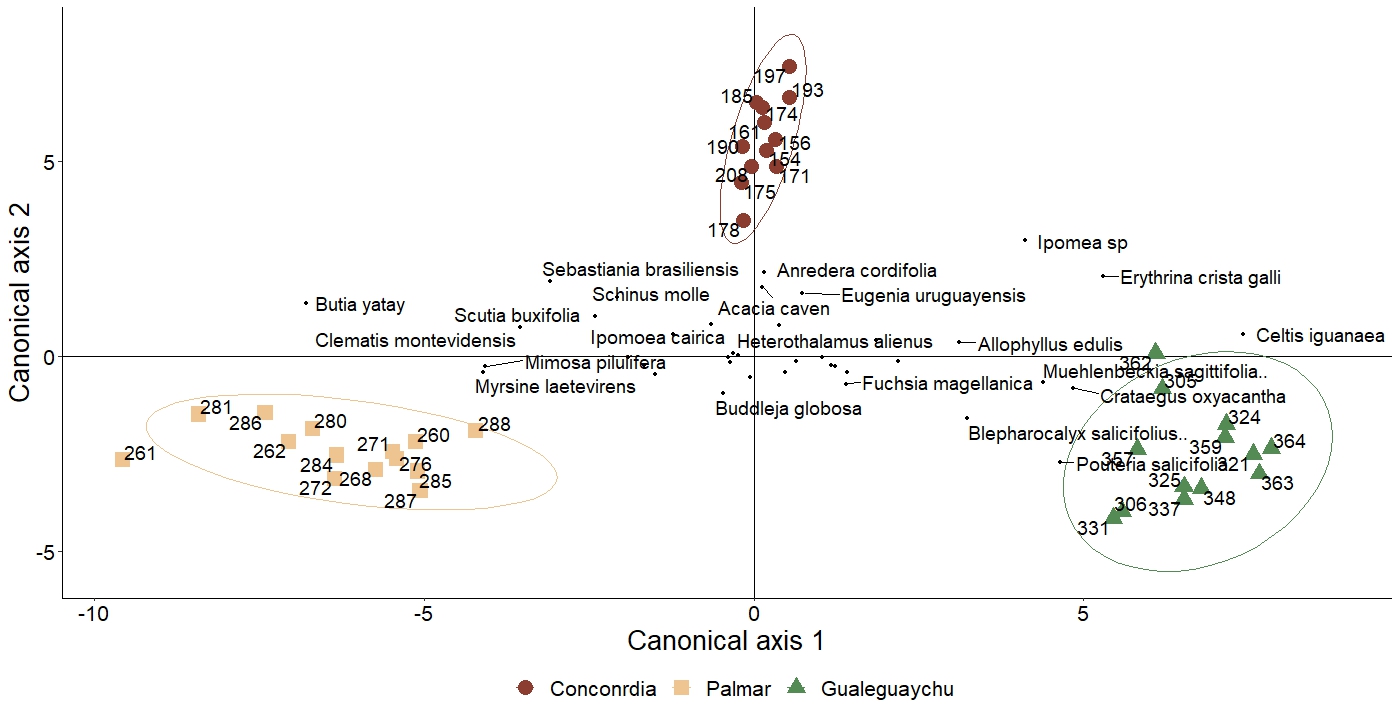 197
193
185
174
161
156
190
154
208
171
175
178
5
Ipomea sp
Sebastiania brasiliensis
Anredera cordifolia
Erythrina crista galli
Schinus molle
Eugenia uruguayensis
Butia yatay
Acacia caven
Scutia buxifolia
Clematis montevidensis
Ipomoea cairica
Heterothalamus alienus
Allophyllus edulis
Celtis iguanaea
0
Mimosa pilulifera
362
Muehlenbeckia sagittifolia..
305
Myrsine laetevirens
Fuchsia magellanica
Crataegus oxyacantha
Buddleja globosa
281
286
280
288
324
262
271
260
Blepharocalyx salicifolius..
359
364
261
284
276
357
Pouteria salicifolia
321
272
268
285
325
363
287
306
337
348
331
-5
Canonical axis 2
-10
-5
0
5
Canonical axis 1
Conconrdia
Palmar
Gualeguaychu